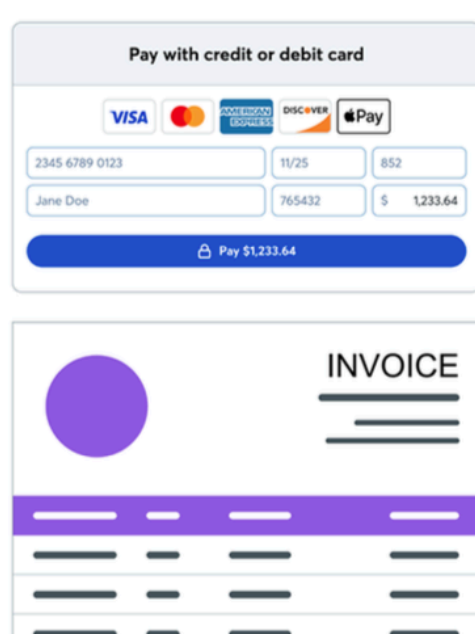 Pay with credit or debit card
VISA AMERICAN EXPRESS DISCOVER Pay
2345 6789 0123 11/25 852
Jane Doe 765432 $ 1,233.64
Pay $1,233.64
INVOICE